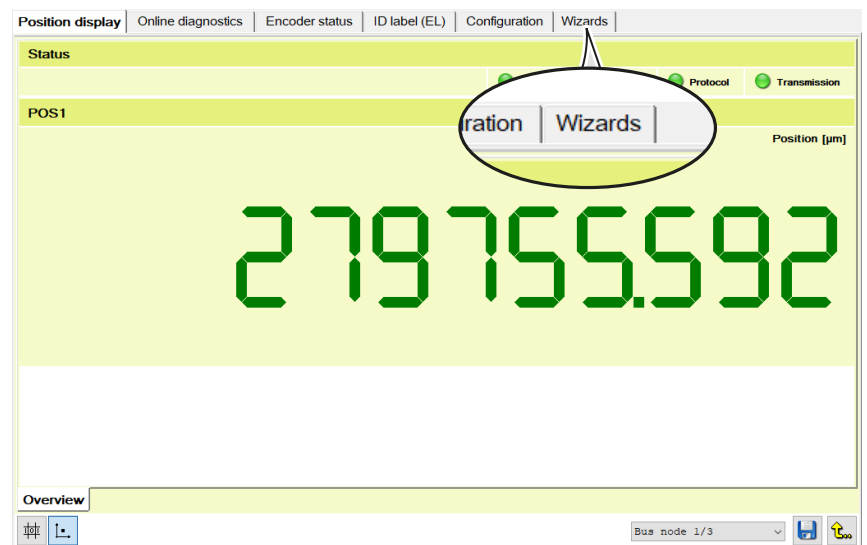 Position display Online diagnostics Encoder status ID label (EL) Configuration Wizards
Status
Protocol Transmission
POS1
uration Wizards
Position [µm]
279755.592
Overview
Bus node 1/3